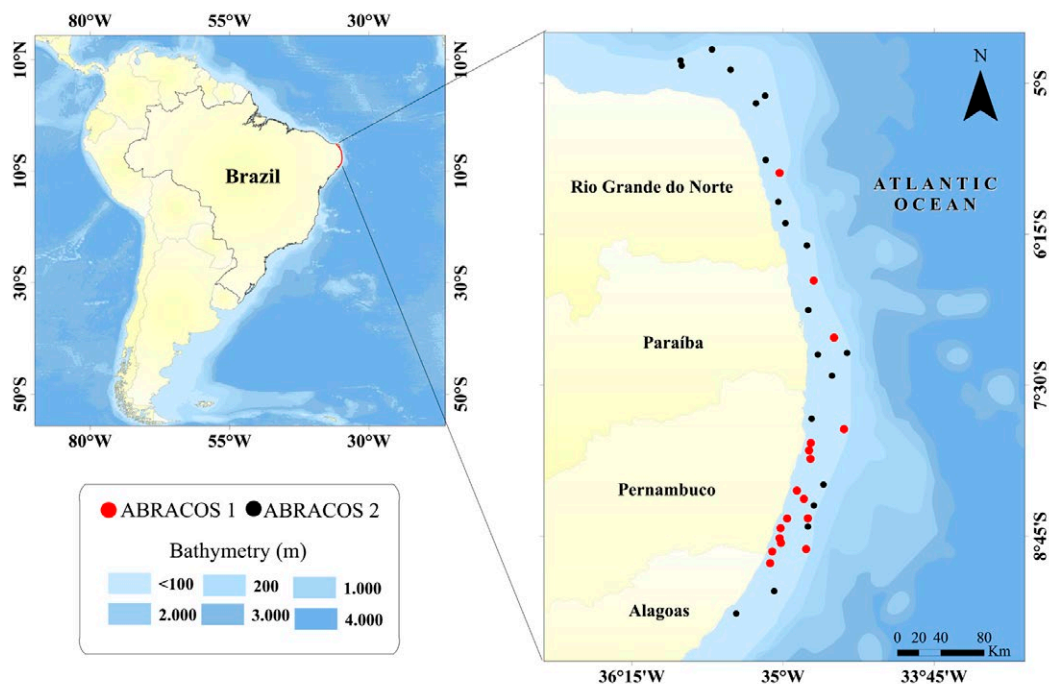 80°W 55°W 30°W
10°N
10°S
30°S
50°S
10°N
10°S
30°S
50°S
Brazil
80°W 55°W 30°W
ABRACOS 1 ABRACOS 2
Bathymetry (m)
<100 200 1.000
2.000 3.000 4.000
N
5°S
6°15'S
7°30'S
8°45'S
Rio Grande do Norte
ATLANTIC
OCEAN
Paraíba
Pernambuco
Alagoas
0 20 40 80
Km
36°15'W 35°W 33°45'W